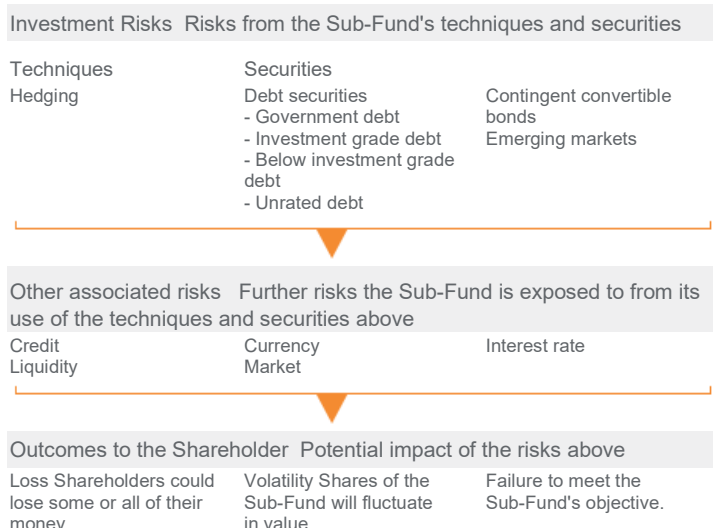 Investment Risks Risks from the Sub-Fund's techniques and securities
Techniques
Hedging
Securities
Debt securities
- Government debt
- Investment grade debt
- Below investment grade
debt
- Unrated debt
Contingent convertible
bonds
Emerging markets
Other associated risks Further risks the Sub-Fund is exposed to from its
use of the techniques and securities above
Credit
Liquidity
Currency
Market
Interest rate
Outcomes to the Shareholder Potential impact of the risks above
Loss Shareholders could
lose some or all of their
money
Volatility Shares of the
Sub-Fund will fluctuate
in value
Failure to meet the
Sub-Fund's objective.